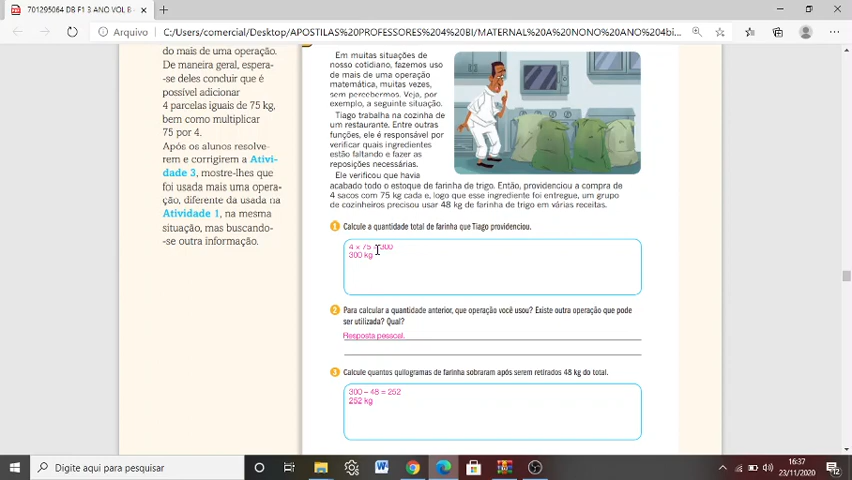 701295064 DB F1 3 ANO VOL B - M
Arquivo
C:/Users/comercial/Desktop/APOSTILAS%20PROFESSORES%204%20BI/MATERNAL%20A%20NONO%20ANO%204%20bi...
do mais de uma operação.
De maneira geral, espera-
-se deles concluir que é
possível adicionar
4 parcelas iguais de 75 kg,
bem como multiplicar
75 por 4.
Após os alunos resolve-
rem e corrigirem a Ativi-
dade 3, mostre-lhes que
foi usada mais uma opera-
ção, diferente da usada na
Atividade 1, na mesma
situação, mas buscando-
-se outra informação.
Em muitas situações de
nosso cotidiano, fazemos uso
de mais de uma operação
matemática, muitas vezes,
sem percebermos. Veja, por
exemplo, a seguinte situação.
Tiago trabalha na cozinha de
um restaurante. Entre outras
funções, ele é responsável por
verificar quais ingredientes
estão faltando e fazer as
reposições necessárias.
Ele verificou que havia
acabado todo o estoque de farinha de trigo. Então, providenciou a compra de
4 sacos com 75 kg cada e, logo que esse ingrediente foi entregue, um grupo
de cozinheiros precisou usar 48 kg de farinha de trigo em várias receitas.
1 Calcule a quantidade total de farinha que Tiago providenciou.
4 × 75 = 300
300 kg
2 Para calcular a quantidade anterior, que operação você usou? Existe outra operação que pode
ser utilizada? Qual?
Resposta pessoal.
3 Calcule quantos quilogramas de farinha sobraram após serem retirados 48 kg do total.
300 – 48 = 252
252 kg
Digite aqui para pesquisar
16:37
23/11/2020
12